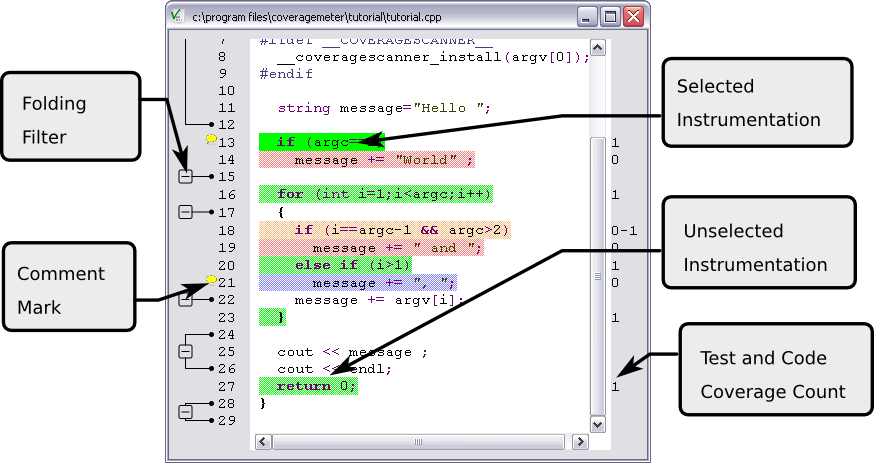 c:\program files\coveragemeter\tutorial\tutorial.cpp
7 #ifdef __COVERAGESCANNER__
8 __coveragescanner_install(argv[0]);
9 #endif
10
11 string message="Hello ";
12
13 if (argc== 1
14 message += "World" ; 0
15
16 for (int i=1;i<argc;i++) 1
17 {
18 if (i==argc-1 && argc>2) 0-1
19 message += " and "; 0
20 else if (i>1) 1
21 message += ", "; 0
22 message += argv[i];
23 } 1
24
25 cout << message ;
26 cout << endl;
27 return 0; 1
28 }
29
Folding
Filter
Comment
Mark
Selected
Instrumentation
Unselected
Instrumentation
Test and Code
Coverage Count